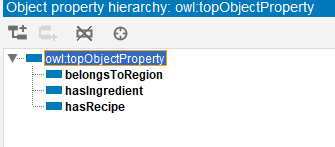 Object property hierarchy: owl:topObjectProperty
owl:topObjectProperty
belongsToRegion
hasIngredient
hasRecipe